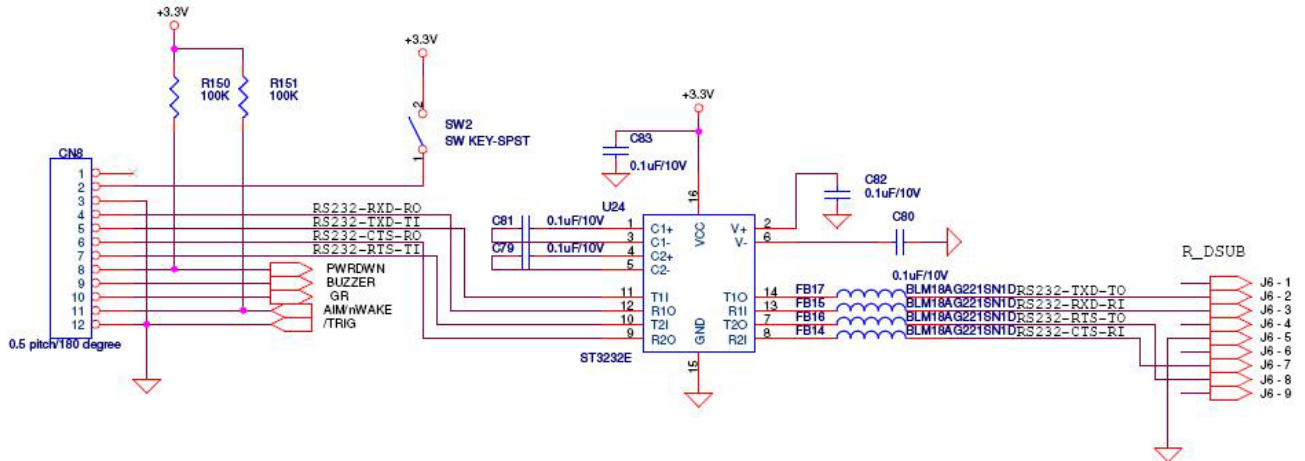 +3.3V
R150
100K
R151
100K
+3.3V
2
SW2
SW KEY-SPST
1
+3.3V
C83
0.1uF/10V
CN8
1
2
3
4
5
6
7
8
9
10
11
12
0.5 pitch/180 degree
RS232-RXD-RO
RS232-TXD-TI
RS232-CTS-RO
RS232-RTS-TI
PWRDWN
BUZZER
GR
AIM/nWAKE
/TRIG
C81
0.1uF/10V
C79
0.1uF/10V
U24
16
1
3
4
5
C1+
C1-
C2+
C2-
VCC
V+
V-
2
6
C82
0.1uF/10V
C80
0.1uF/10V
11
12
10
9
T1I
R1O
T2I
R2O
GND
T1O
R1I
T2O
R2I
14
13
7
8
15
ST3232E
FB17
BLM18AG221SN1D
RS232-TXD-TO
FB15
BLM18AG221SN1D
RS232-RXD-RI
FB16
BLM18AG221SN1D
RS232-RTS-TO
FB14
BLM18AG221SN1D
RS232-CTS-RI
R_DSUB
J6 - 1
J6 - 2
J6 - 3
J6 - 4
J6 - 5
J6 - 6
J6 - 7
J6 - 8
J6 - 9